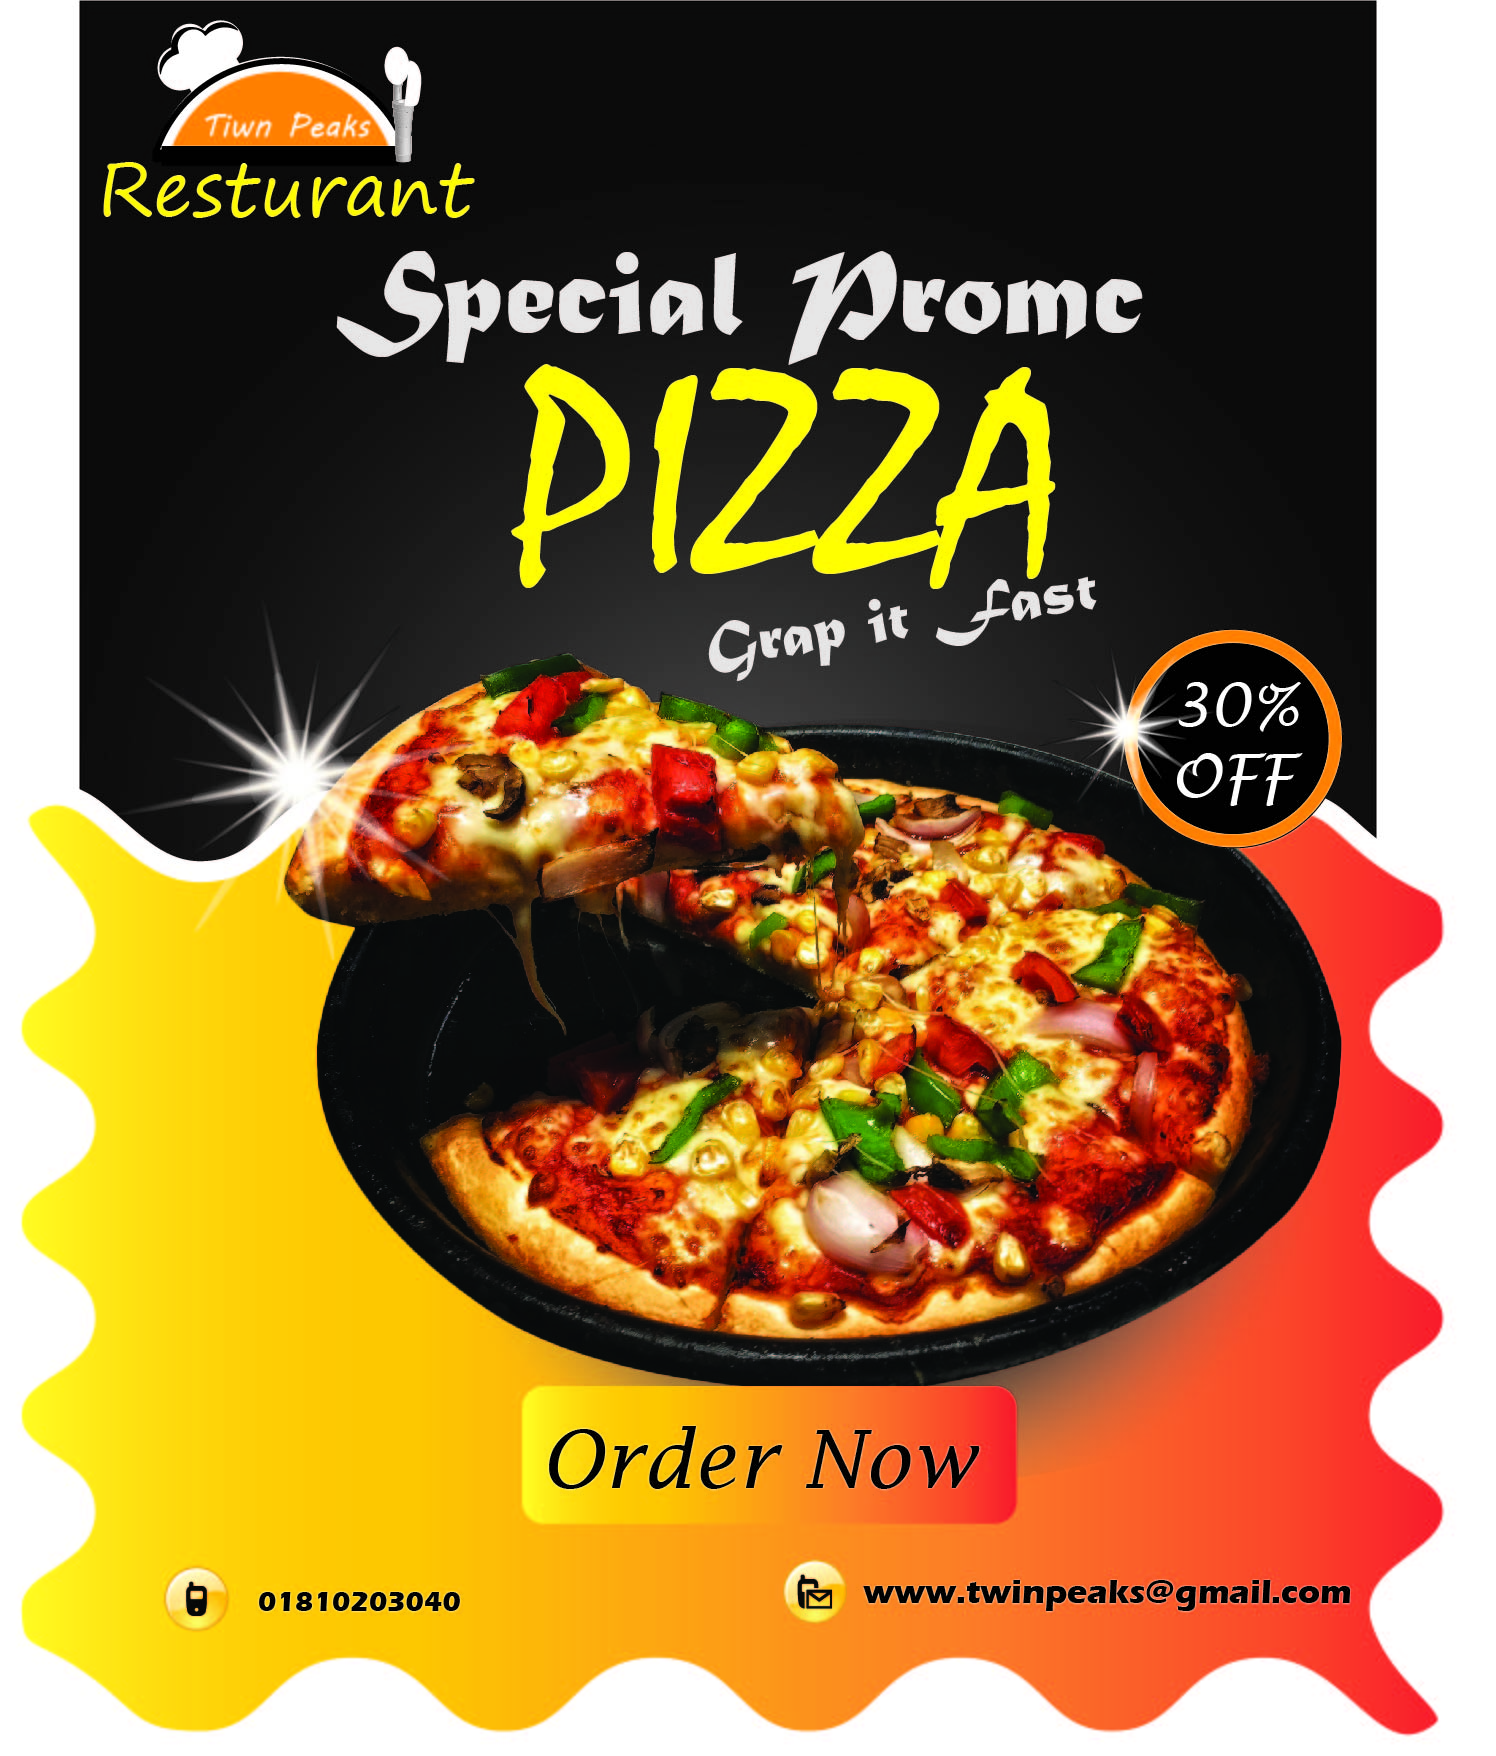 Tiwn Peaks
Resturant
Special Promc
PIZZA
Grap it Fast
30%
OFF
Order Now
01810203040
www.twinpeaks@gmail.com